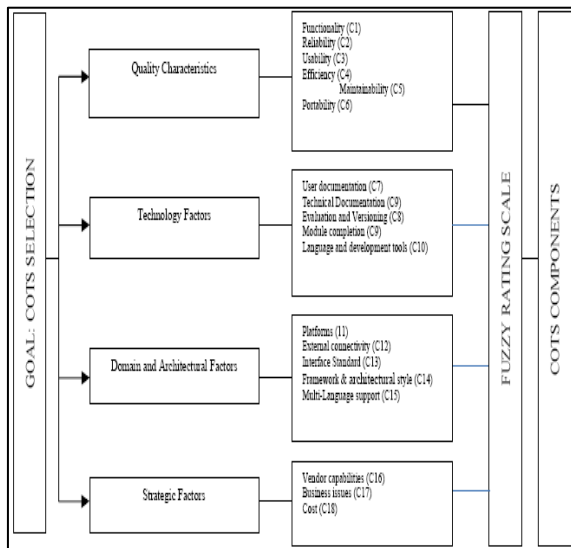 GOAL: COTS SELECTION
Quality Characteristics
Functionality (C1)
Reliability (C2)
Usability (C3)
Efficiency (C4)
Maintainability (C5)
Portability (C6)
Technology Factors
User documentation (C7)
Technical Documentation (C9)
Evaluation and Versioning (C8)
Module completion (C9)
Language and development tools (C10)
Domain and Architectural Factors
Platforms (11)
External connectivity (C12)
Interface Standard (C13)
Framework & architectural style (C14)
Multi-Language support (C15)
Strategic Factors
Vendor capabilities (C16)
Business issues (C17)
Cost (C18)
FUZZY RATING SCALE
COTS COMPONENTS